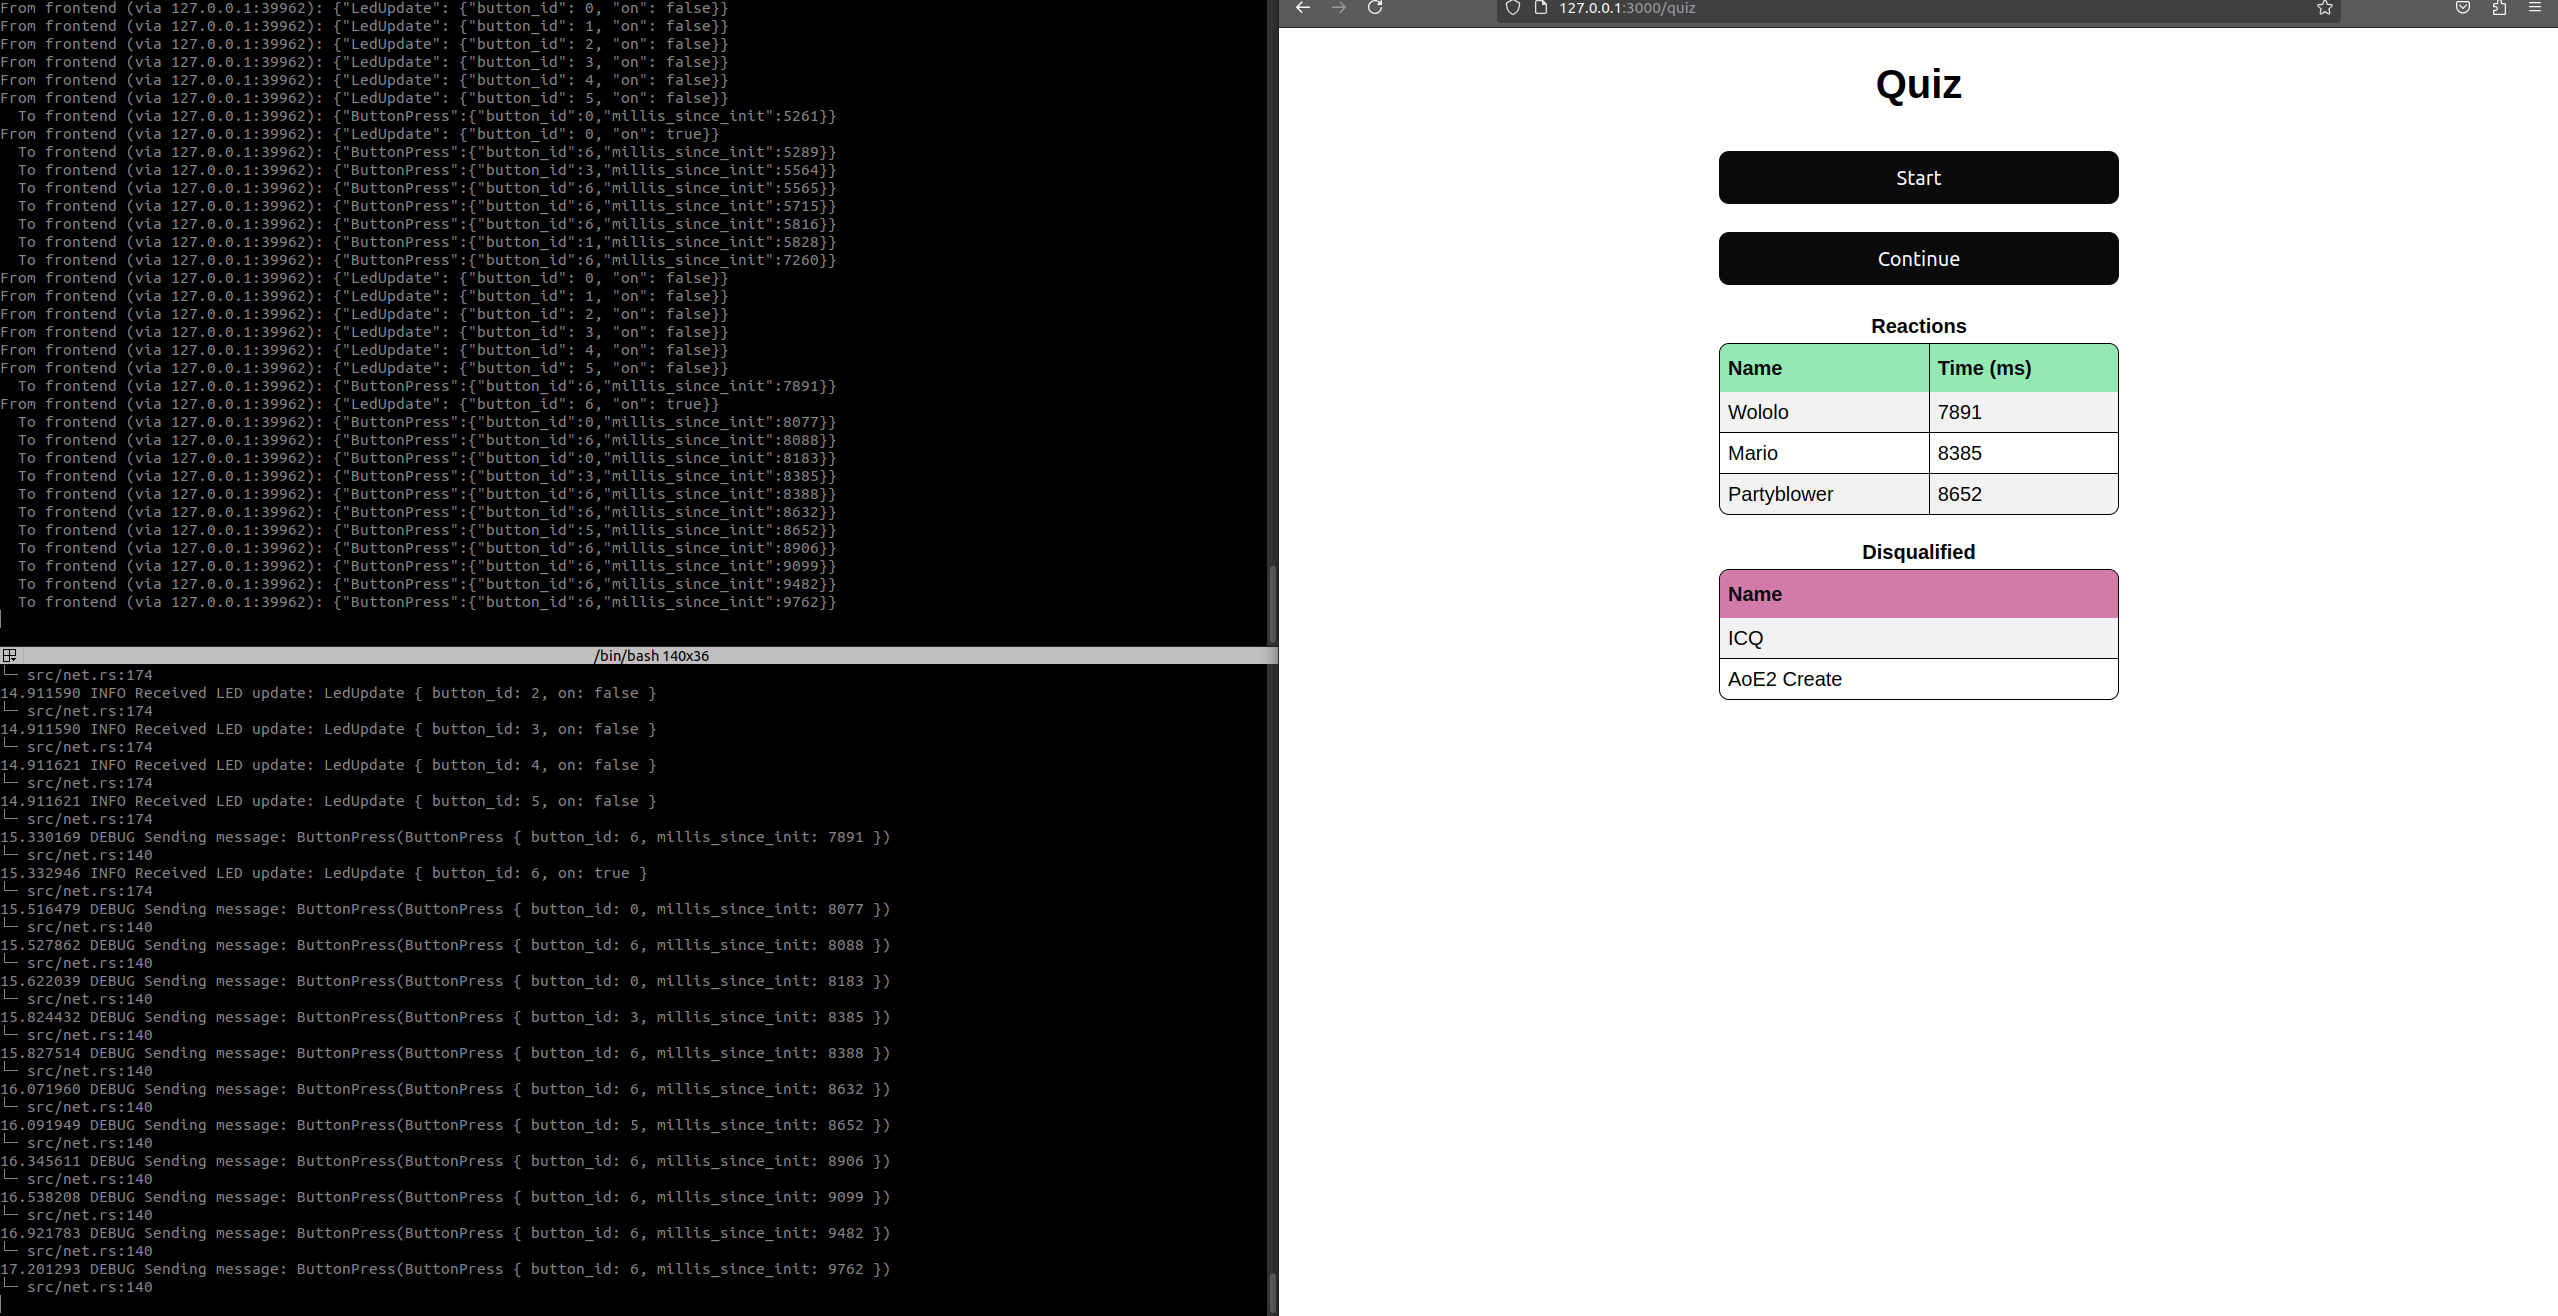 From frontend (via 127.0.0.1:39962): {"LedUpdate": {"button_id": 0, "on": false}}
From frontend (via 127.0.0.1:39962): {"LedUpdate": {"button_id": 1, "on": false}}
From frontend (via 127.0.0.1:39962): {"LedUpdate": {"button_id": 2, "on": false}}
From frontend (via 127.0.0.1:39962): {"LedUpdate": {"button_id": 3, "on": false}}
From frontend (via 127.0.0.1:39962): {"LedUpdate": {"button_id": 4, "on": false}}
From frontend (via 127.0.0.1:39962): {"LedUpdate": {"button_id": 5, "on": false}}
To frontend (via 127.0.0.1:39962): {"ButtonPress":{"button_id":0,"millis_since_init":5261}}
From frontend (via 127.0.0.1:39962): {"LedUpdate": {"button_id": 0, "on": true}}
To frontend (via 127.0.0.1:39962): {"ButtonPress":{"button_id":6,"millis_since_init":5289}}
To frontend (via 127.0.0.1:39962): {"ButtonPress":{"button_id":3,"millis_since_init":5564}}
To frontend (via 127.0.0.1:39962): {"ButtonPress":{"button_id":6,"millis_since_init":5565}}
To frontend (via 127.0.0.1:39962): {"ButtonPress":{"button_id":6,"millis_since_init":5715}}
To frontend (via 127.0.0.1:39962): {"ButtonPress":{"button_id":6,"millis_since_init":5816}}
To frontend (via 127.0.0.1:39962): {"ButtonPress":{"button_id":1,"millis_since_init":5828}}
To frontend (via 127.0.0.1:39962): {"ButtonPress":{"button_id":6,"millis_since_init":7260}}
From frontend (via 127.0.0.1:39962): {"LedUpdate": {"button_id": 0, "on": false}}
From frontend (via 127.0.0.1:39962): {"LedUpdate": {"button_id": 1, "on": false}}
From frontend (via 127.0.0.1:39962): {"LedUpdate": {"button_id": 2, "on": false}}
From frontend (via 127.0.0.1:39962): {"LedUpdate": {"button_id": 3, "on": false}}
From frontend (via 127.0.0.1:39962): {"LedUpdate": {"button_id": 4, "on": false}}
From frontend (via 127.0.0.1:39962): {"LedUpdate": {"button_id": 5, "on": false}}
To frontend (via 127.0.0.1:39962): {"ButtonPress":{"button_id":6,"millis_since_init":7891}}
From frontend (via 127.0.0.1:39962): {"LedUpdate": {"button_id": 6, "on": true}}
To frontend (via 127.0.0.1:39962): {"ButtonPress":{"button_id":0,"millis_since_init":8077}}
To frontend (via 127.0.0.1:39962): {"ButtonPress":{"button_id":6,"millis_since_init":8088}}
To frontend (via 127.0.0.1:39962): {"ButtonPress":{"button_id":0,"millis_since_init":8183}}
To frontend (via 127.0.0.1:39962): {"ButtonPress":{"button_id":3,"millis_since_init":8385}}
To frontend (via 127.0.0.1:39962): {"ButtonPress":{"button_id":6,"millis_since_init":8388}}
To frontend (via 127.0.0.1:39962): {"ButtonPress":{"button_id":6,"millis_since_init":8632}}
To frontend (via 127.0.0.1:39962): {"ButtonPress":{"button_id":5,"millis_since_init":8652}}
To frontend (via 127.0.0.1:39962): {"ButtonPress":{"button_id":6,"millis_since_init":8906}}
To frontend (via 127.0.0.1:39962): {"ButtonPress":{"button_id":6,"millis_since_init":9099}}
To frontend (via 127.0.0.1:39962): {"ButtonPress":{"button_id":6,"millis_since_init":9482}}
To frontend (via 127.0.0.1:39962): {"ButtonPress":{"button_id":6,"millis_since_init":9762}}
/bin/bash 140x36
└─ src/net.rs:174
14.911590 INFO Received LED update: LedUpdate { button_id: 2, on: false }
└─ src/net.rs:174
14.911590 INFO Received LED update: LedUpdate { button_id: 3, on: false }
└─ src/net.rs:174
14.911621 INFO Received LED update: LedUpdate { button_id: 4, on: false }
└─ src/net.rs:174
14.911621 INFO Received LED update: LedUpdate { button_id: 5, on: false }
└─ src/net.rs:174
15.330169 DEBUG Sending message: ButtonPress(ButtonPress { button_id: 6, millis_since_init: 7891 })
└─ src/net.rs:140
15.332946 INFO Received LED update: LedUpdate { button_id: 6, on: true }
└─ src/net.rs:174
15.516479 DEBUG Sending message: ButtonPress(ButtonPress { button_id: 0, millis_since_init: 8077 })
└─ src/net.rs:140
15.527862 DEBUG Sending message: ButtonPress(ButtonPress { button_id: 6, millis_since_init: 8088 })
└─ src/net.rs:140
15.622039 DEBUG Sending message: ButtonPress(ButtonPress { button_id: 0, millis_since_init: 8183 })
└─ src/net.rs:140
15.824432 DEBUG Sending message: ButtonPress(ButtonPress { button_id: 3, millis_since_init: 8385 })
└─ src/net.rs:140
15.827514 DEBUG Sending message: ButtonPress(ButtonPress { button_id: 6, millis_since_init: 8388 })
└─ src/net.rs:140
16.071960 DEBUG Sending message: ButtonPress(ButtonPress { button_id: 6, millis_since_init: 8632 })
└─ src/net.rs:140
16.091949 DEBUG Sending message: ButtonPress(ButtonPress { button_id: 5, millis_since_init: 8652 })
└─ src/net.rs:140
16.345611 DEBUG Sending message: ButtonPress(ButtonPress { button_id: 6, millis_since_init: 8906 })
└─ src/net.rs:140
16.538208 DEBUG Sending message: ButtonPress(ButtonPress { button_id: 6, millis_since_init: 9099 })
└─ src/net.rs:140
16.921783 DEBUG Sending message: ButtonPress(ButtonPress { button_id: 6, millis_since_init: 9482 })
└─ src/net.rs:140
17.201293 DEBUG Sending message: ButtonPress(ButtonPress { button_id: 6, millis_since_init: 9762 })
└─ src/net.rs:140
127.0.0.1:3000/quiz
Quiz
Start
Continue
Reactions
Name Time (ms)
Wololo 7891
Mario 8385
Partyblower 8652
Disqualified
Name
ICQ
AoE2 Create